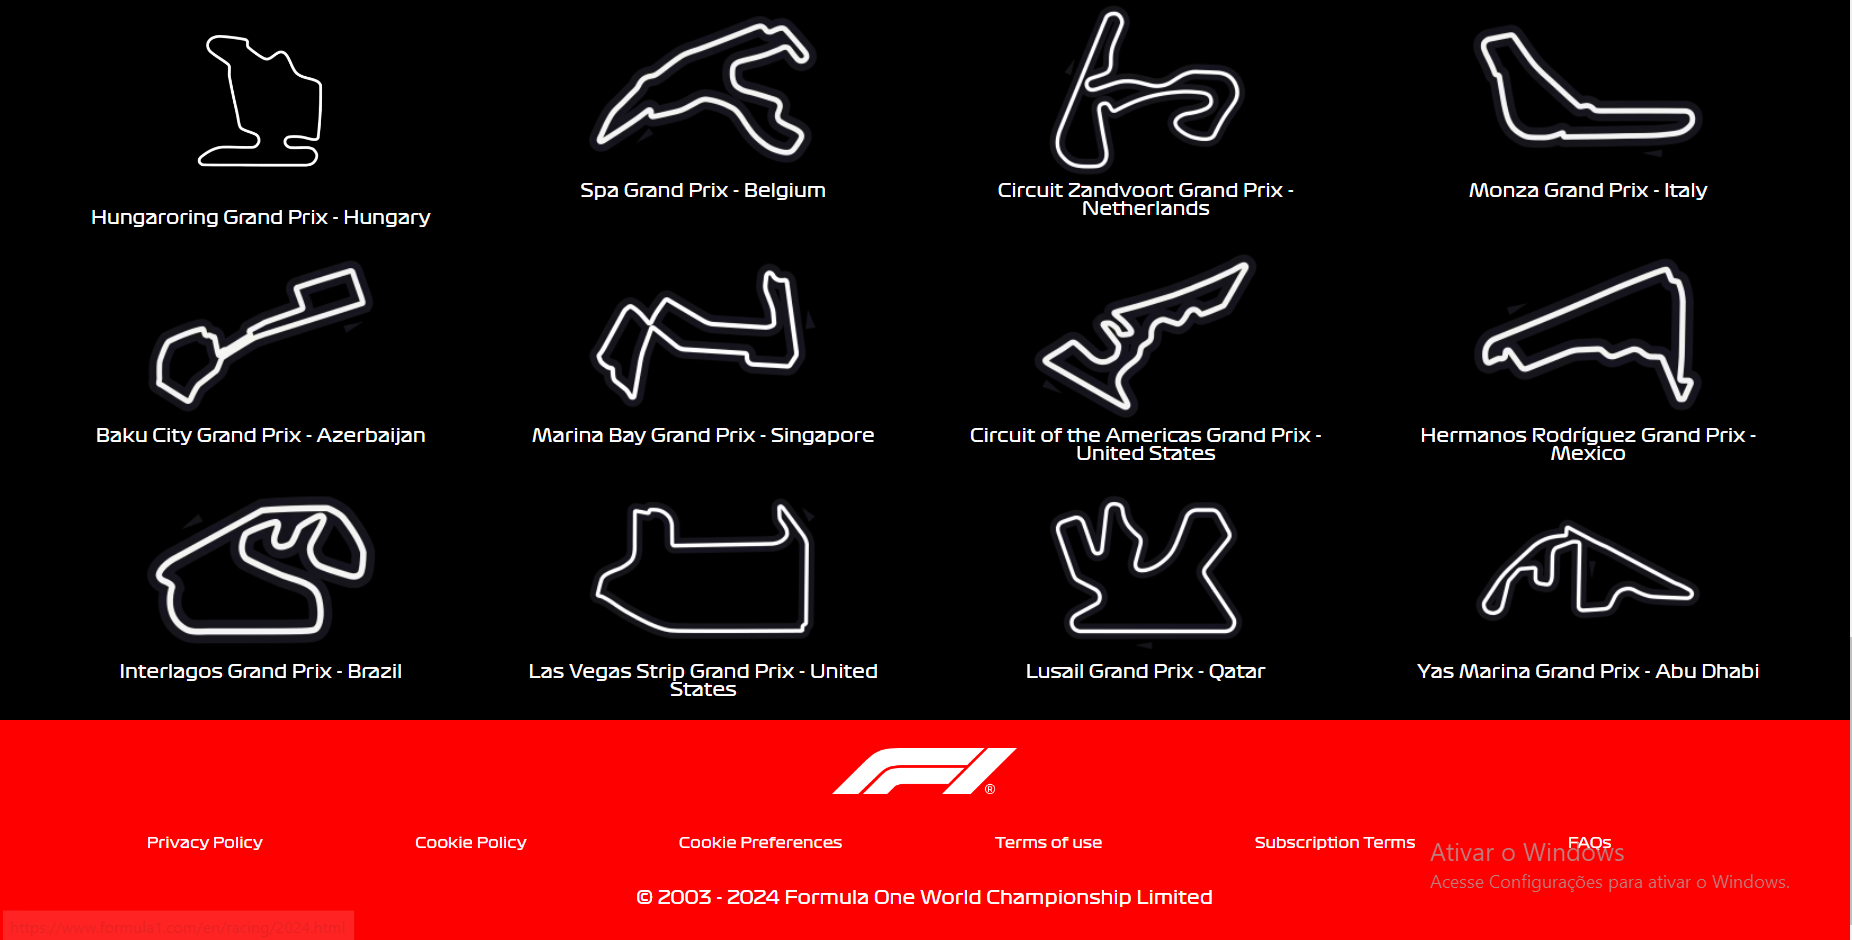 Hungaroring Grand Prix - Hungary
Spa Grand Prix - Belgium
Circuit Zandvoort Grand Prix -
Netherlands
Monza Grand Prix - Italy
Baku City Grand Prix - Azerbaijan
Marina Bay Grand Prix - Singapore
Circuit of the Americas Grand Prix -
United States
Hermanos Rodríguez Grand Prix -
Mexico
Interlagos Grand Prix - Brazil
Las Vegas Strip Grand Prix - United
States
Lusail Grand Prix - Qatar
Yas Marina Grand Prix - Abu Dhabi
F1®
Privacy Policy
Cookie Policy
Cookie Preferences
Terms of use
Subscription Terms
FAQs
Ativar o Windows
Acesse Configurações para ativar o Windows.
© 2003 - 2024 Formula One World Championship Limited
https://www.formula1.com/en/racing/2024.html